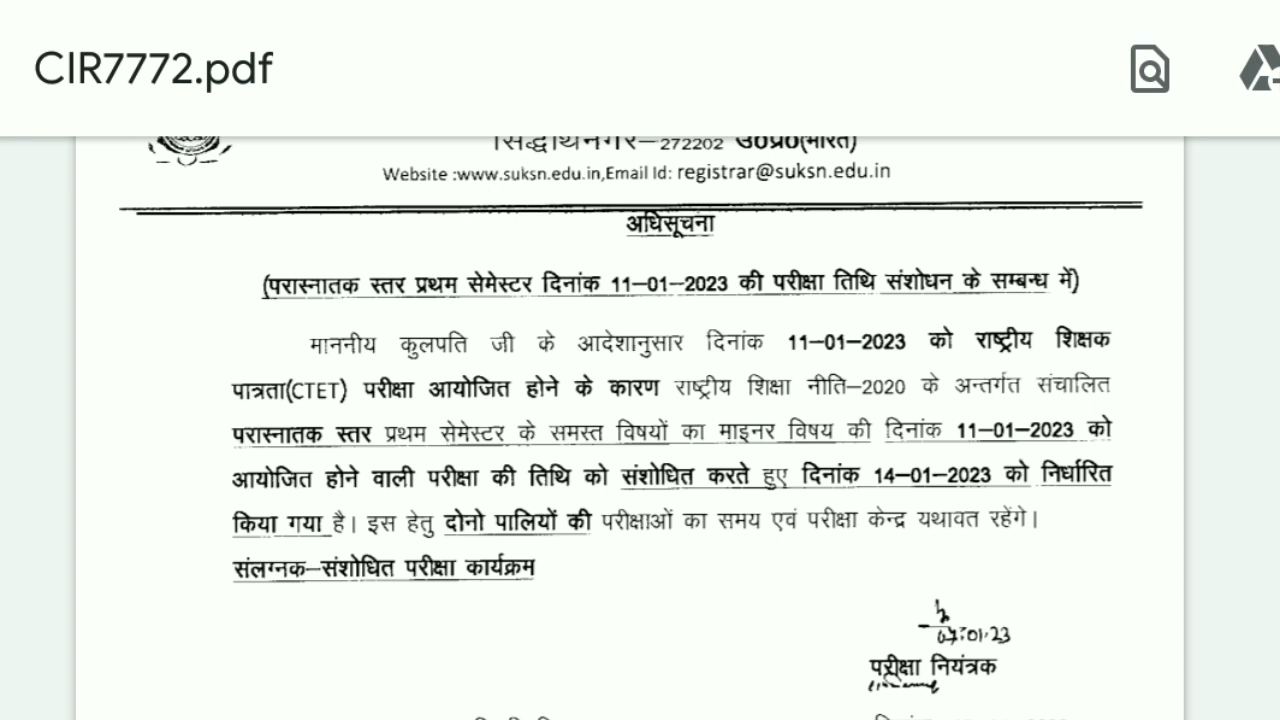 CIR7772.pdf
सिद्धार्थनगर–272202 उ०प्र०(भारत)
Website :www.suksn.edu.in,Email Id: registrar@suksn.edu.in
अधिसूचना
(परास्नातक स्तर प्रथम सेमेस्टर दिनांक 11–01–2023 की परीक्षा तिथि संशोधन के सम्बन्ध में)
माननीय कुलपति जी के आदेशानुसार दिनांक 11–01–2023 को राष्ट्रीय शिक्षक
पात्रता(CTET) परीक्षा आयोजित होने के कारण राष्ट्रीय शिक्षा नीति–2020 के अन्तर्गत संचालित
परास्नातक स्तर प्रथम सेमेस्टर के समस्त विषयों का माइनर विषय की दिनांक 11–01–2023 को
आयोजित होने वाली परीक्षा की तिथि को संशोधित करते हुए दिनांक 14–01–2023 को निर्धारित
किया गया है। इस हेतु दोनो पालियों की परीक्षाओं का समय एवं परीक्षा केन्द्र यथावत रहेंगे।
संलग्नक–संशोधित परीक्षा कार्यक्रम
07.01.23
परीक्षा नियंत्रक